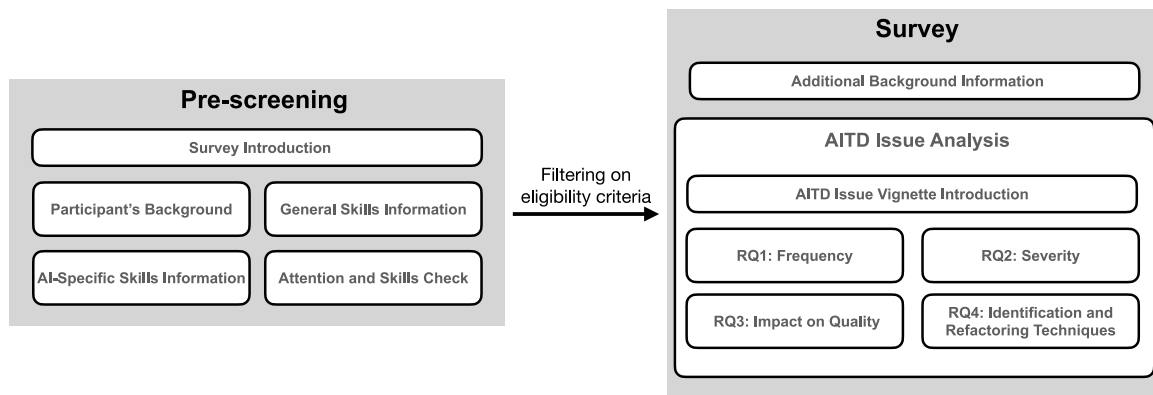 Pre-screening
Survey Introduction
Participant's Background
General Skills Information
AI-Specific Skills Information
Attention and Skills Check
Filtering on
eligibility criteria
Survey
Additional Background Information
AITD Issue Analysis
AITD Issue Vignette Introduction
RQ1: Frequency
RQ2: Severity
RQ3: Impact on Quality
RQ4: Identification and
Refactoring Techniques